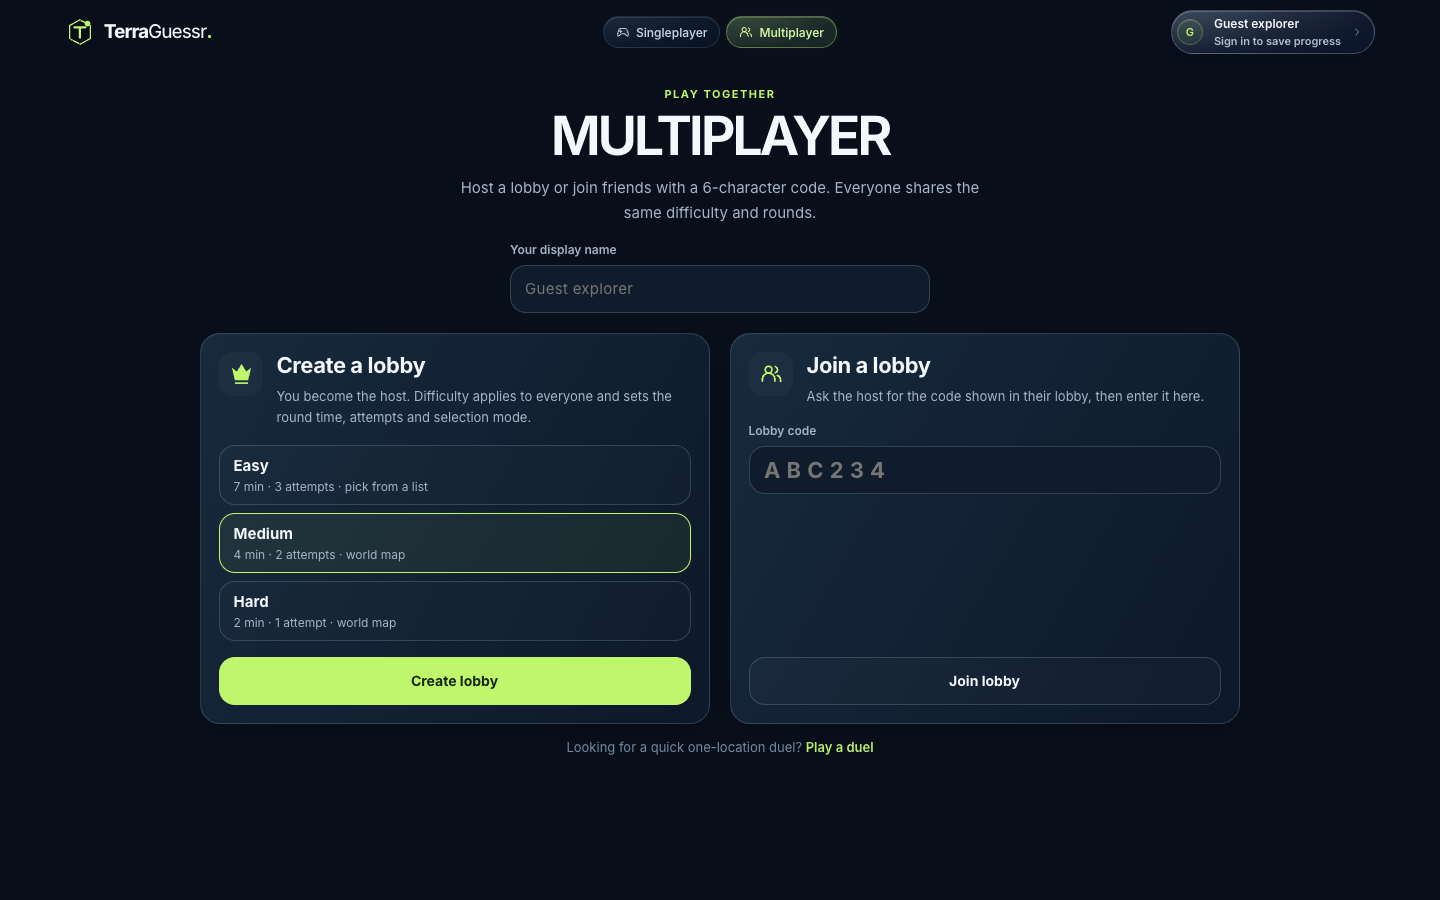 TerraGuessr.
Singleplayer
Multiplayer
G
Guest explorer
Sign in to save progress
PLAY TOGETHER
MULTIPLAYER
Host a lobby or join friends with a 6-character code. Everyone shares the
same difficulty and rounds.
Your display name
Guest explorer
Create a lobby
You become the host. Difficulty applies to everyone and sets the
round time, attempts and selection mode.
Easy
7 min · 3 attempts · pick from a list
Medium
4 min · 2 attempts · world map
Hard
2 min · 1 attempt · world map
Create lobby
Join a lobby
Ask the host for the code shown in their lobby, then enter it here.
Lobby code
ABC234
Join lobby
Looking for a quick one-location duel? Play a duel